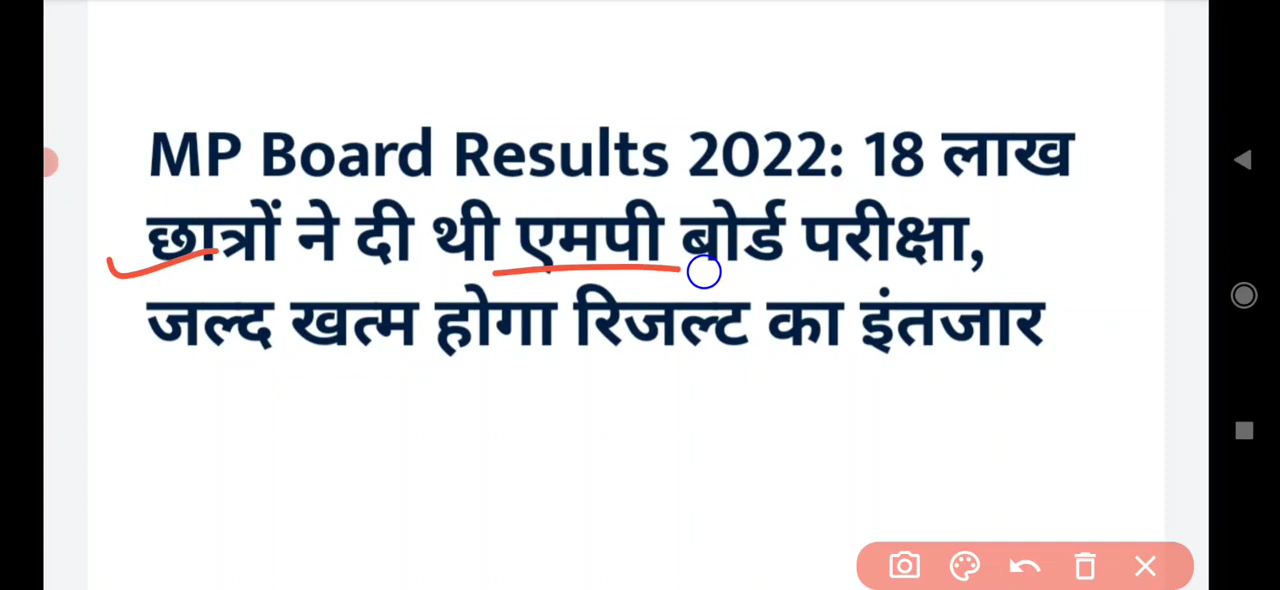 MP Board Results 2022: 18 लाख
छात्रों ने दी थी एमपी बोर्ड परीक्षा,
जल्द खत्म होगा रिजल्ट का इंतजार